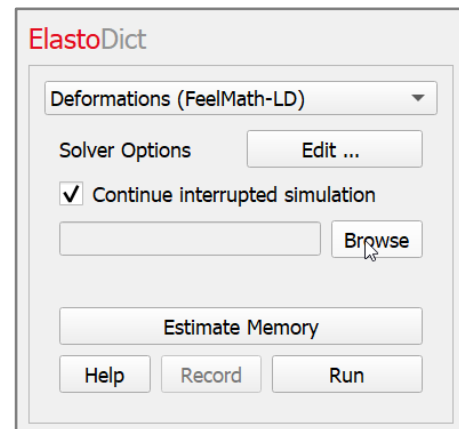 ElastoDict
Deformations (FeelMath-LD)
Solver Options Edit ...
Continue interrupted simulation
Browse
Estimate Memory
Help Record Run